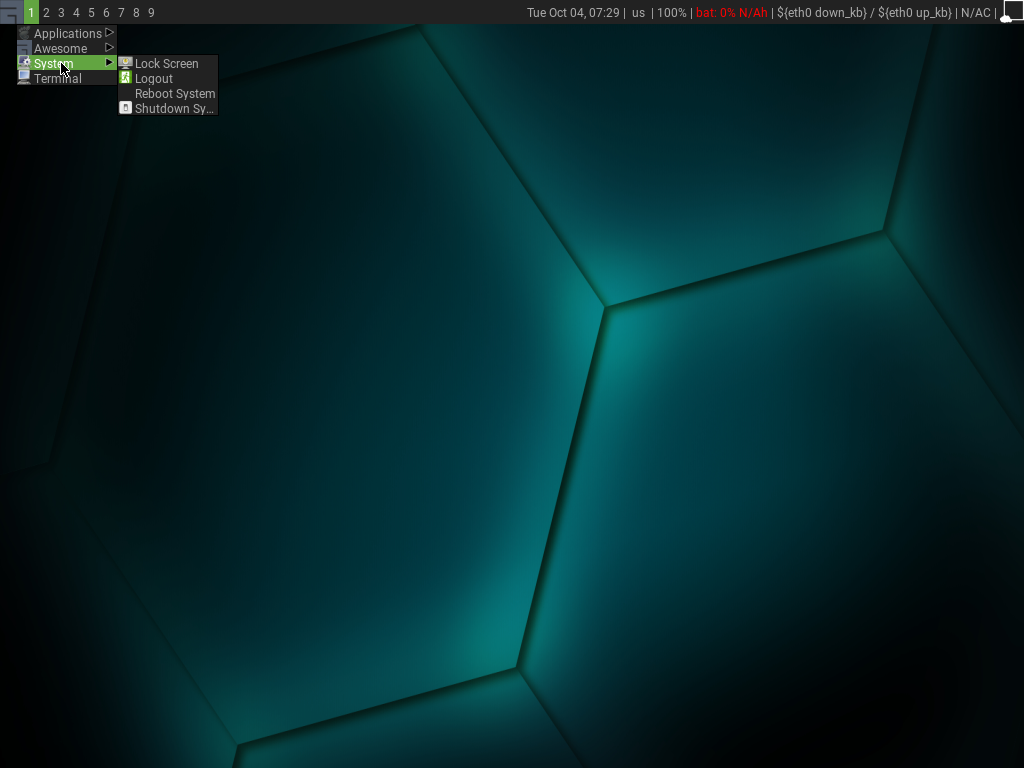 1 2 3 4 5 6 7 8 9 Tue Oct 04, 07:29 | us | 100% | bat: 0% N/Ah | ${eth0 down_kb} / ${eth0 up_kb} | N/AC |
Applications
Awesome
System
Terminal
Lock Screen
Logout
Reboot System
Shutdown Sy...